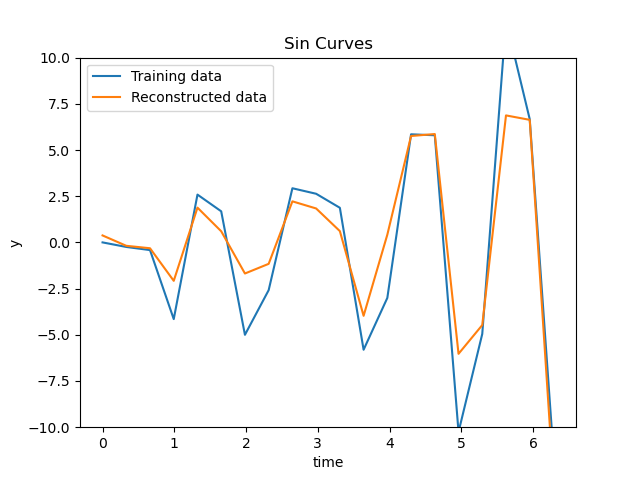 Sin Curves
Training data
Reconstructed data
10.0
7.5
5.0
2.5
0.0
−2.5
−5.0
−7.5
−10.0
y
0 1 2 3 4 5 6
time